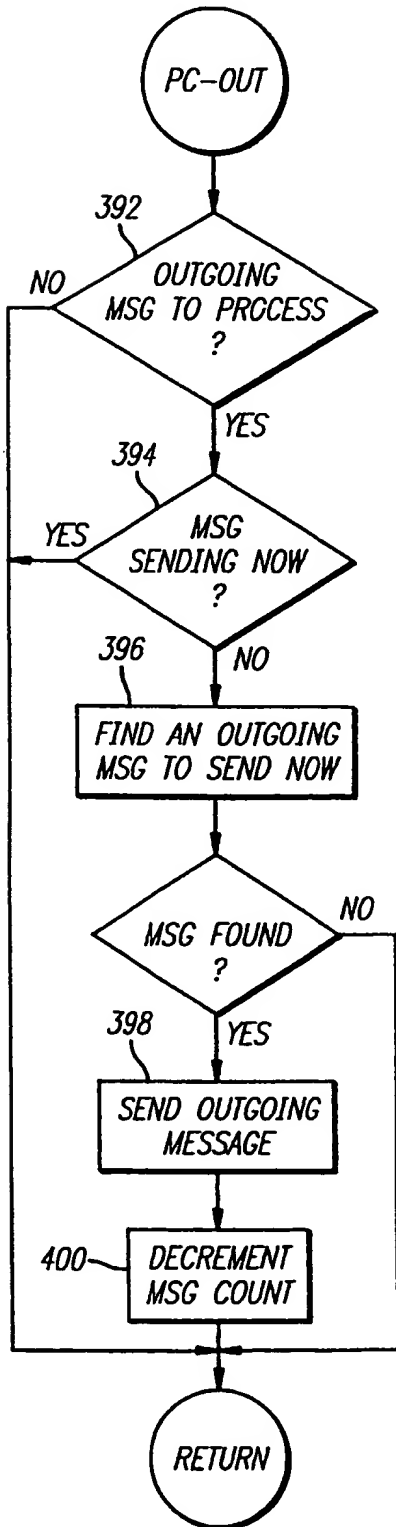 PC-OUT
392
OUTGOING
MSG TO PROCESS
?
NO
YES
394
MSG
SENDING NOW
?
YES
NO
396
FIND AN OUTGOING
MSG TO SEND NOW
MSG FOUND
?
NO
YES
398
SEND OUTGOING
MESSAGE
400
DECREMENT
MSG COUNT
RETURN